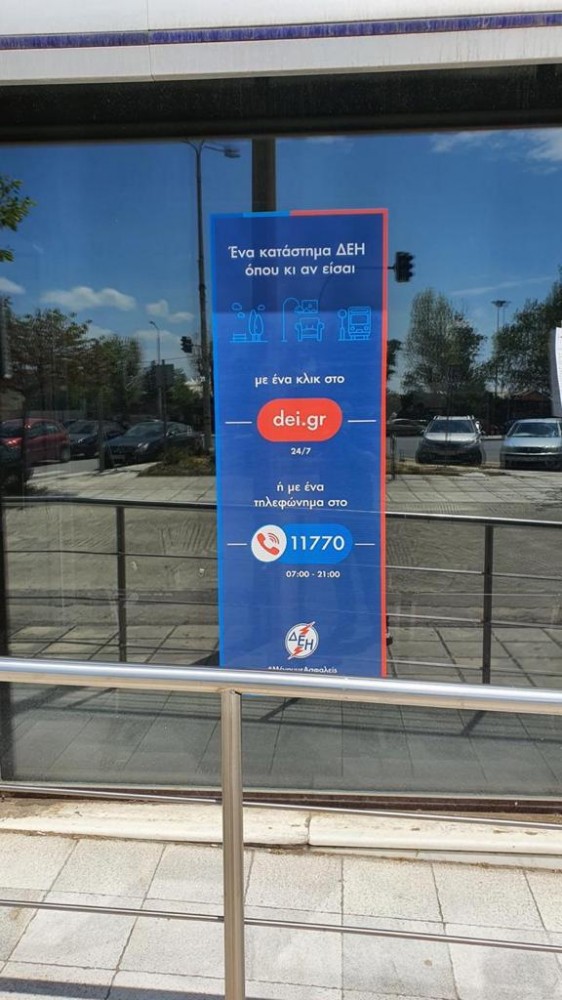 Ένα κατάστημα ΔΕΗ
όπου κι αν είσαι
με ένα κλικ στο
dei.gr
24/7
ή με ένα
τηλεφώνημα στο
11770
07:00 - 21:00
ΔΕΗ